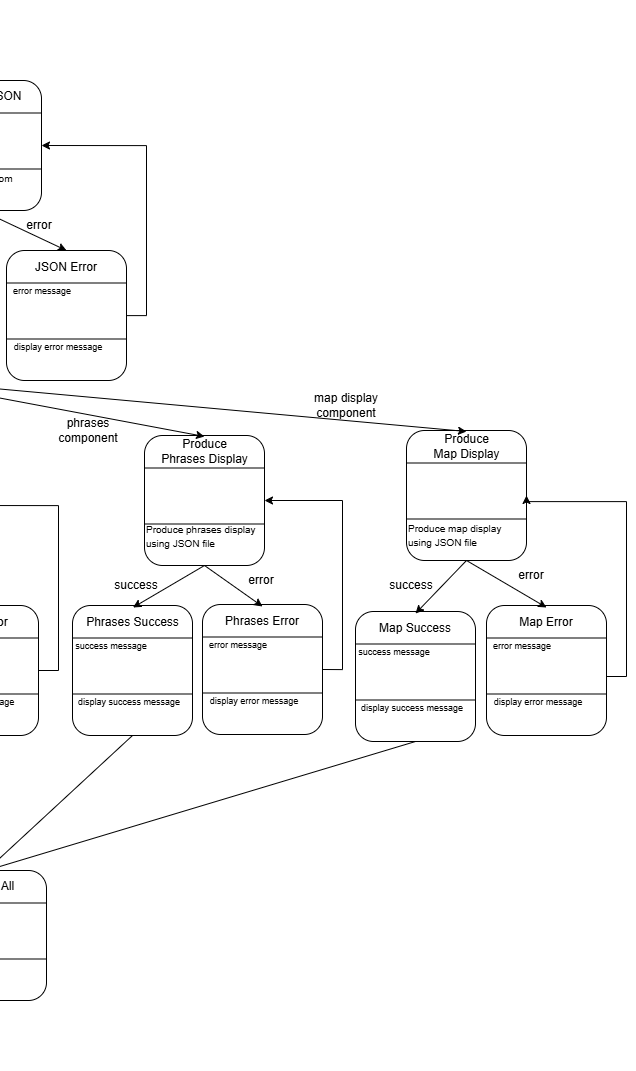 SON
om
error
JSON Error
error message
display error message
map display
component
phrases
component
Produce
Phrases Display
Produce phrases display
using JSON file
Produce
Map Display
Produce map display
using JSON file
success
error
success
error
or
age
Phrases Success
success message
display success message
Phrases Error
error message
display error message
Map Success
success message
display success message
Map Error
error message
display error message
All